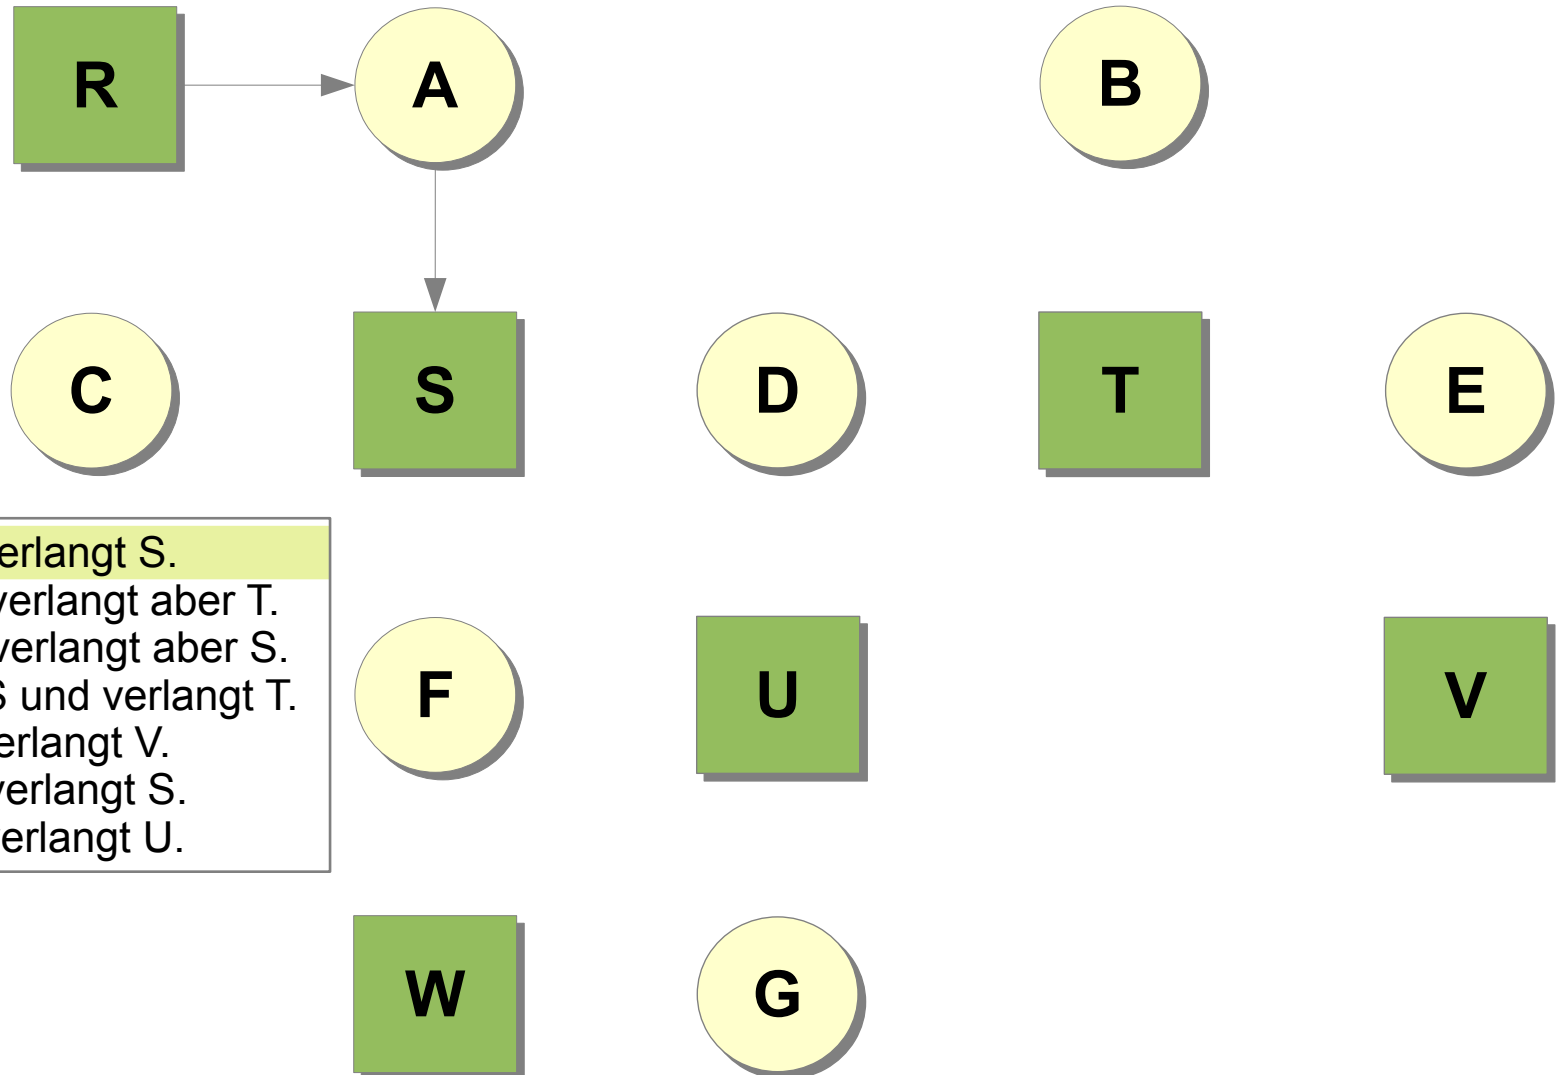 R A B
C S D T E
erlangt S.
verlangt aber T.
verlangt aber S.
S und verlangt T.
erlangt V.
verlangt S.
erlangt U.
F U V
W G